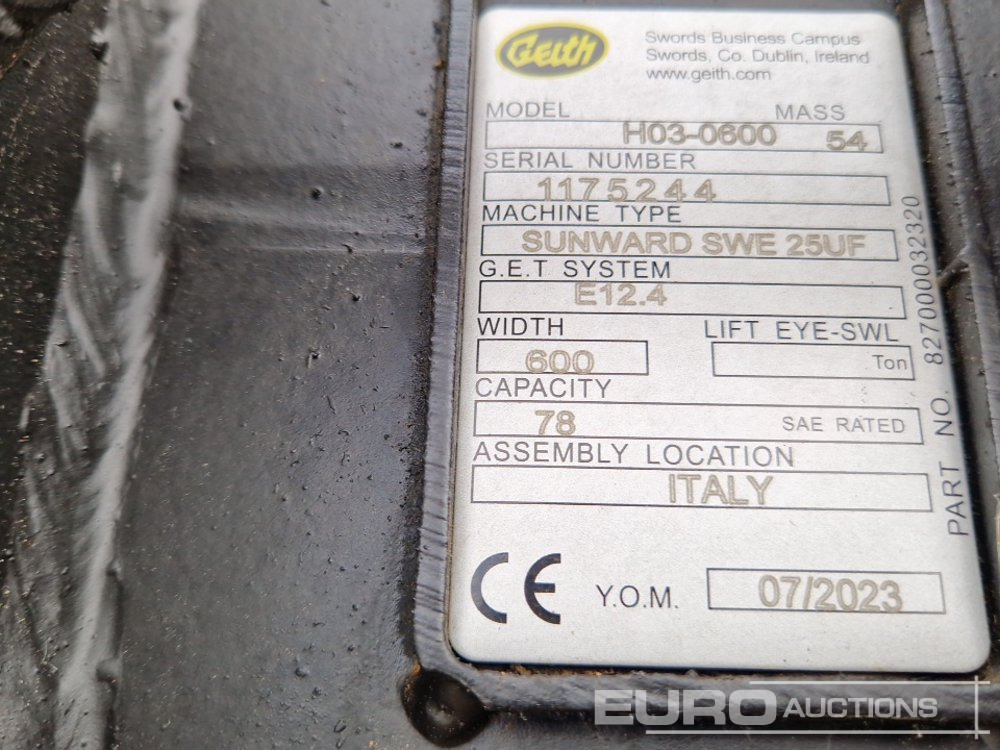 Geith
Swords Business Campus
Swords, Co. Dublin, Ireland
www.geith.com
MODEL MASS
H03-0600 54
SERIAL NUMBER
1175244
MACHINE TYPE
SUNWARD SWE 25UF
G.E.T SYSTEM
E12.4
WIDTH LIFT EYE-SWL
600 Ton
CAPACITY
78 SAE RATED
ASSEMBLY LOCATION
ITALY
CE Y.O.M. 07/2023
PART NO. 8270000032320
EURO AUCTIONS